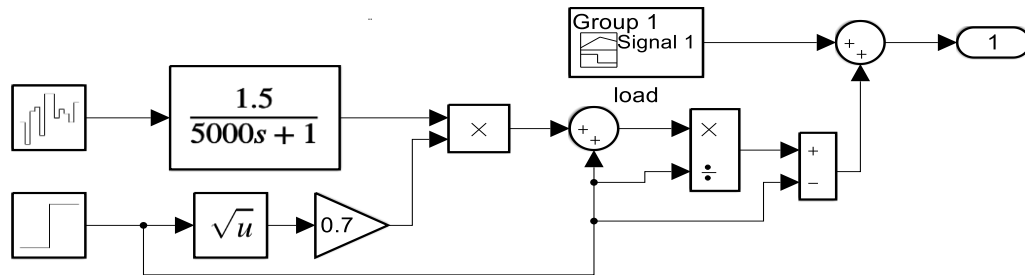 Group 1
Signal 1
+
+
1
load
1.5
5000s + 1
×
+
+
×
÷
+
−
√u
0.7